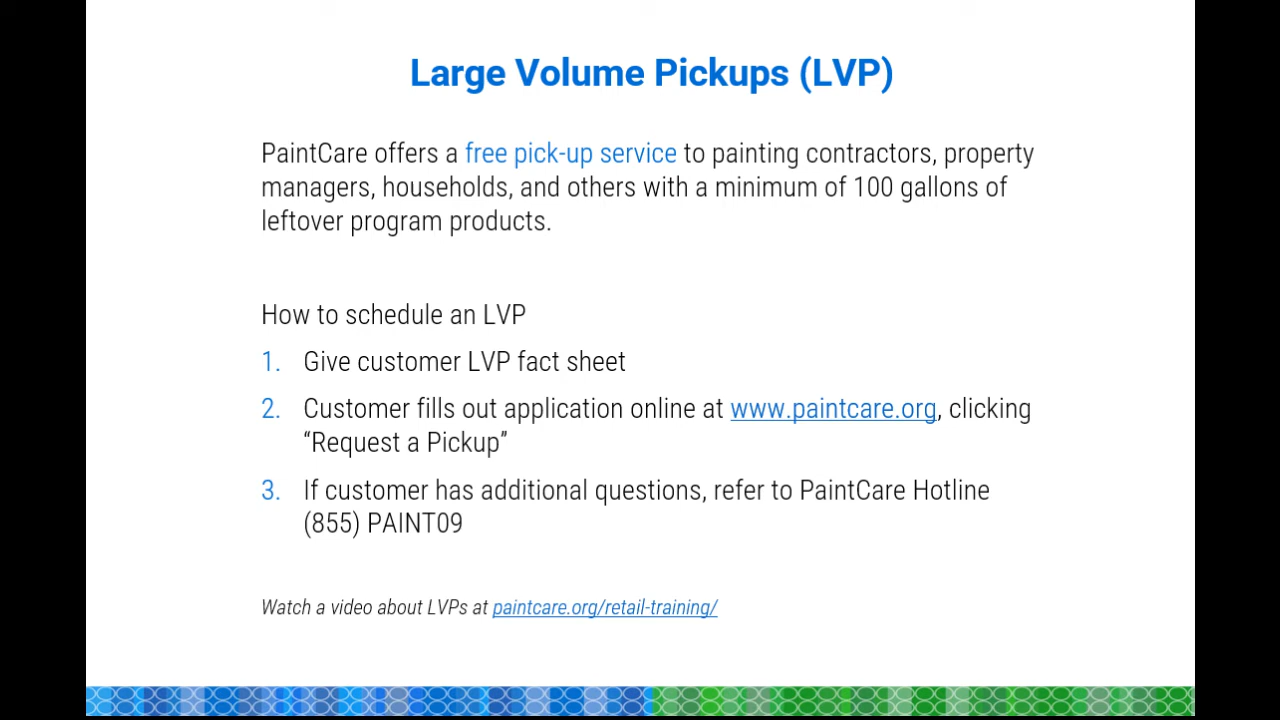 Large Volume Pickups (LVP)
PaintCare offers a free pick-up service to painting contractors, property
managers, households, and others with a minimum of 100 gallons of
leftover program products.
How to schedule an LVP
1. Give customer LVP fact sheet
2. Customer fills out application online at www.paintcare.org, clicking
“Request a Pickup”
3. If customer has additional questions, refer to PaintCare Hotline
(855) PAINT09
Watch a video about LVPs at paintcare.org/retail-training/